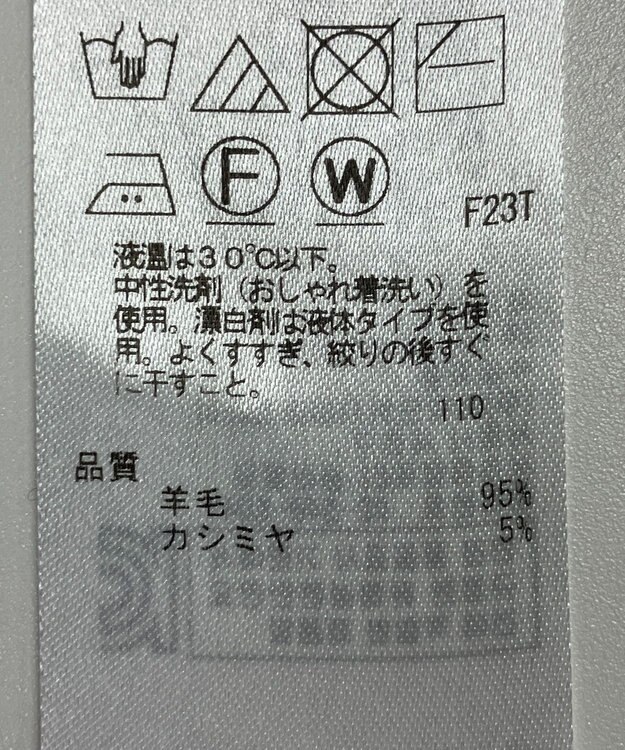 F W
F23T
液温は30℃以下。
中性洗剤（おしゃれ着洗い）を
使用。漂白剤は液体タイプを使
用。よくすすぎ、絞りの後すぐ
に干すこと。
110
品質
羊毛 95%
カシミヤ 5%